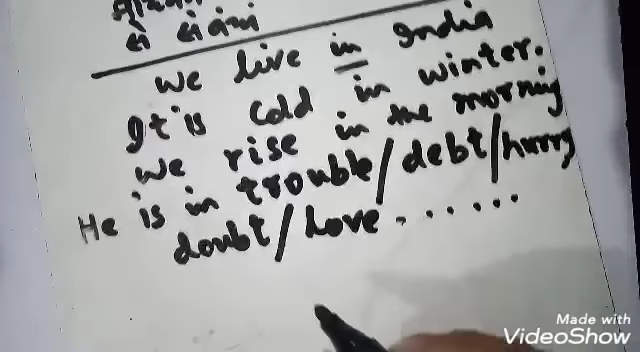 we live in India
It is cold in winter.
we rise in the morning
He is in trouble/debt/hurry
doubt/Love.......
Made with
VideoShow